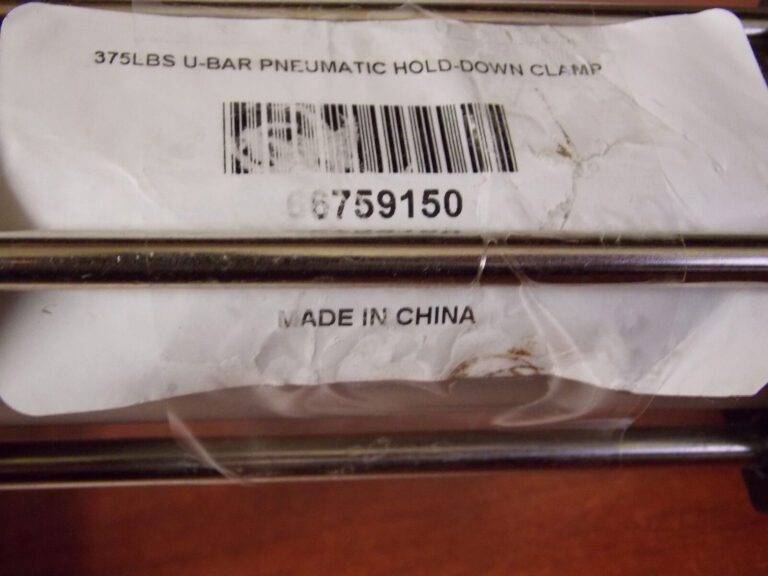 375LBS U-BAR PNEUMATIC HOLD-DOWN CLAMP
66759150
MADE IN CHINA